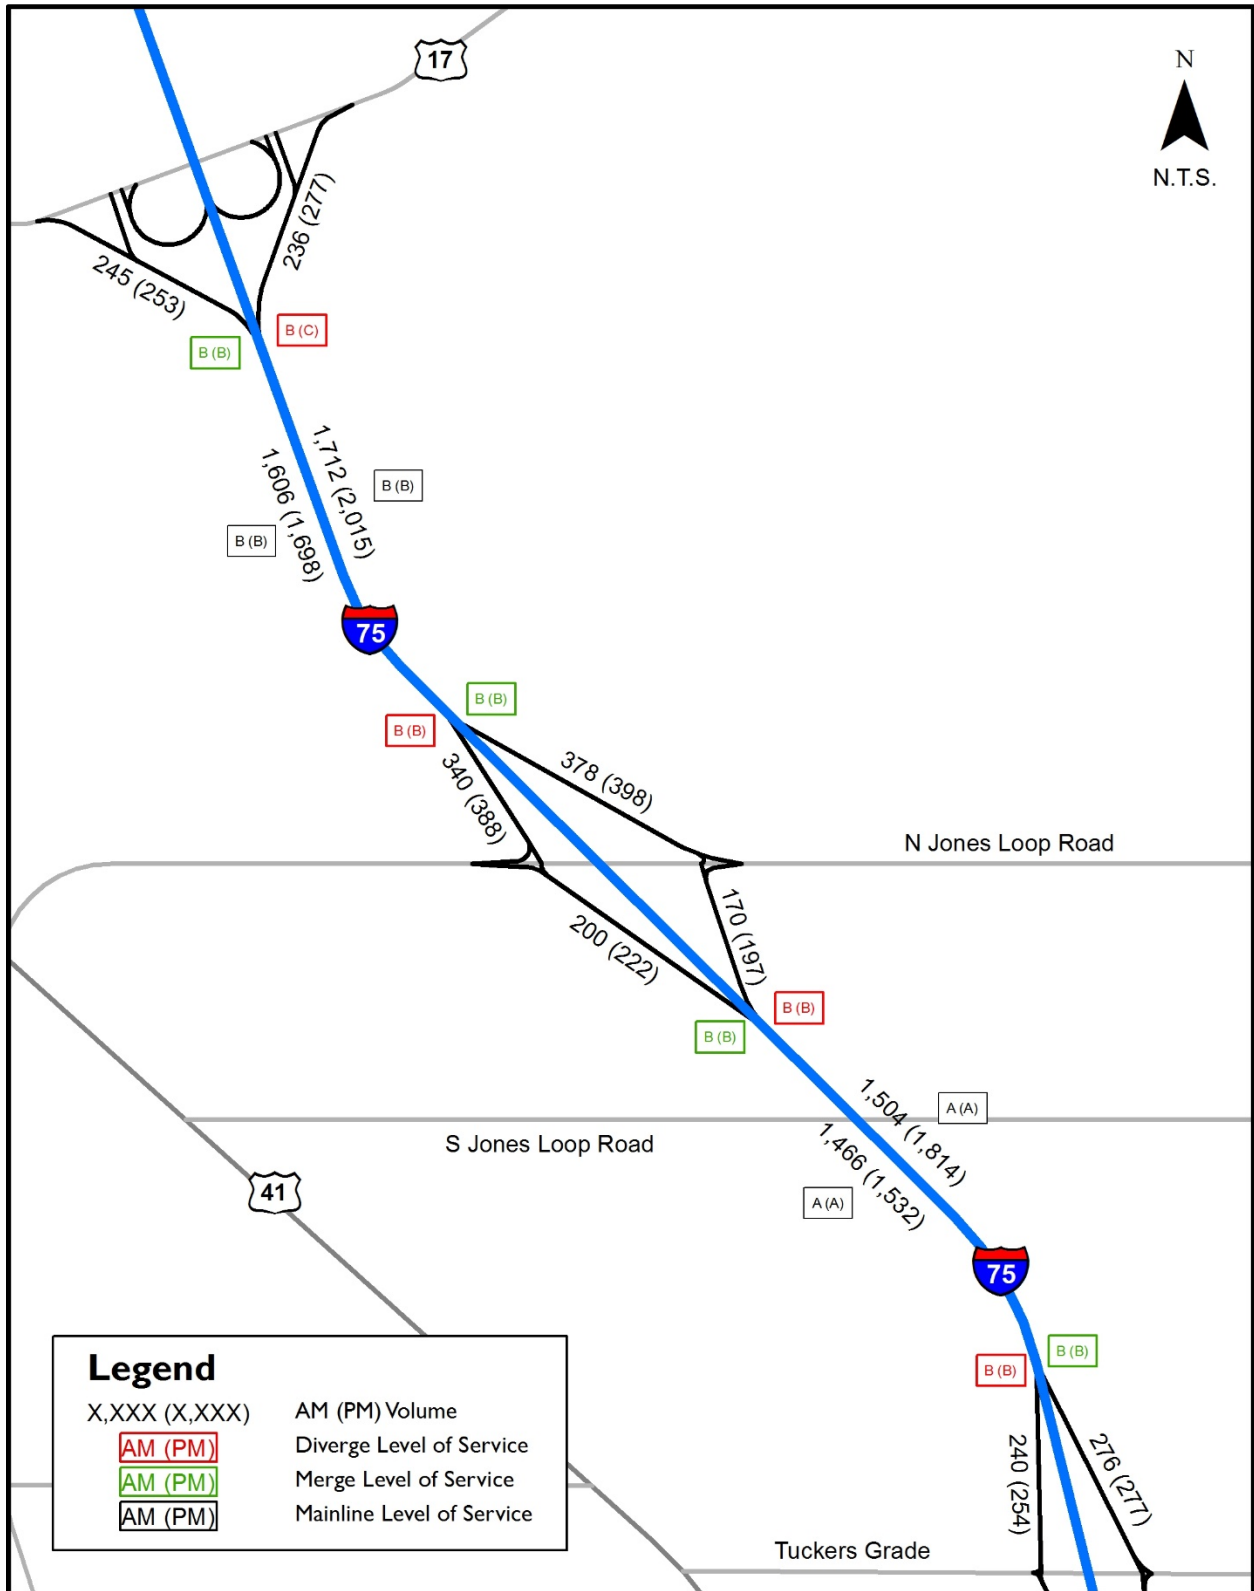 17
N
N.T.S.
236 (277)
245 (253)
B (C)
B (B)
1,712 (2,015)
B (B)
1,606 (1,698)
B (B)
75
B (B)
B (B)
340 (388)
378 (398)
N Jones Loop Road
170 (197)
200 (222)
B (B)
B (B)
1,504 (1,814)
A (A)
S Jones Loop Road
1,466 (1,532)
A (A)
41
75
B (B)
B (B)
240 (254)
276 (277)
Tuckers Grade
Legend
X,XXX (X,XXX) AM (PM) Volume
AM (PM) Diverge Level of Service
AM (PM) Merge Level of Service
AM (PM) Mainline Level of Service